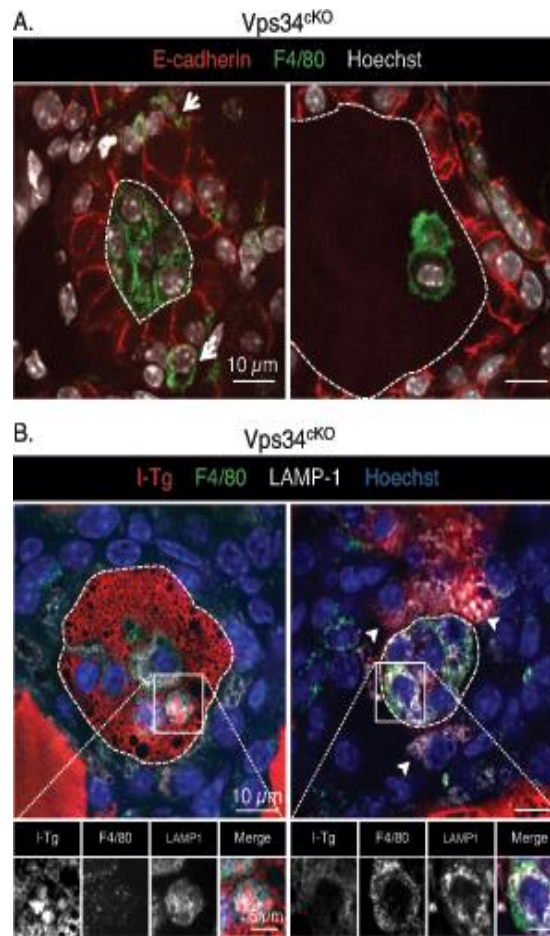 A.
Vps34cKO
E-cadherin F4/80 Hoechst
10 µm
B.
Vps34cKO
I-Tg F4/80 LAMP-1 Hoechst
10 µm
I-Tg F4/80 LAMP1 Merge I-Tg F4/80 LAMP1 Merge
5 µm